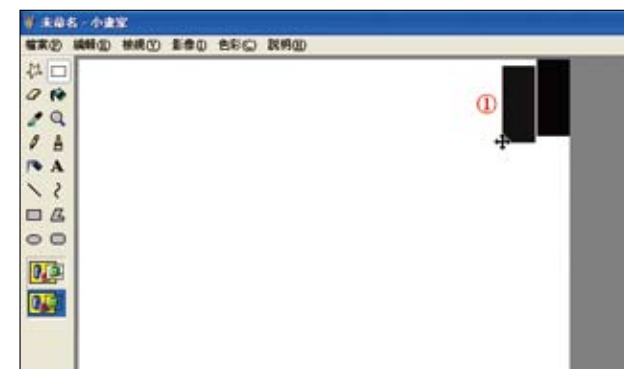 未命名 - 小畫家
檔案(F) 編輯(E) 檢視(V) 影像(I) 色彩(C) 說明(H)
①
A